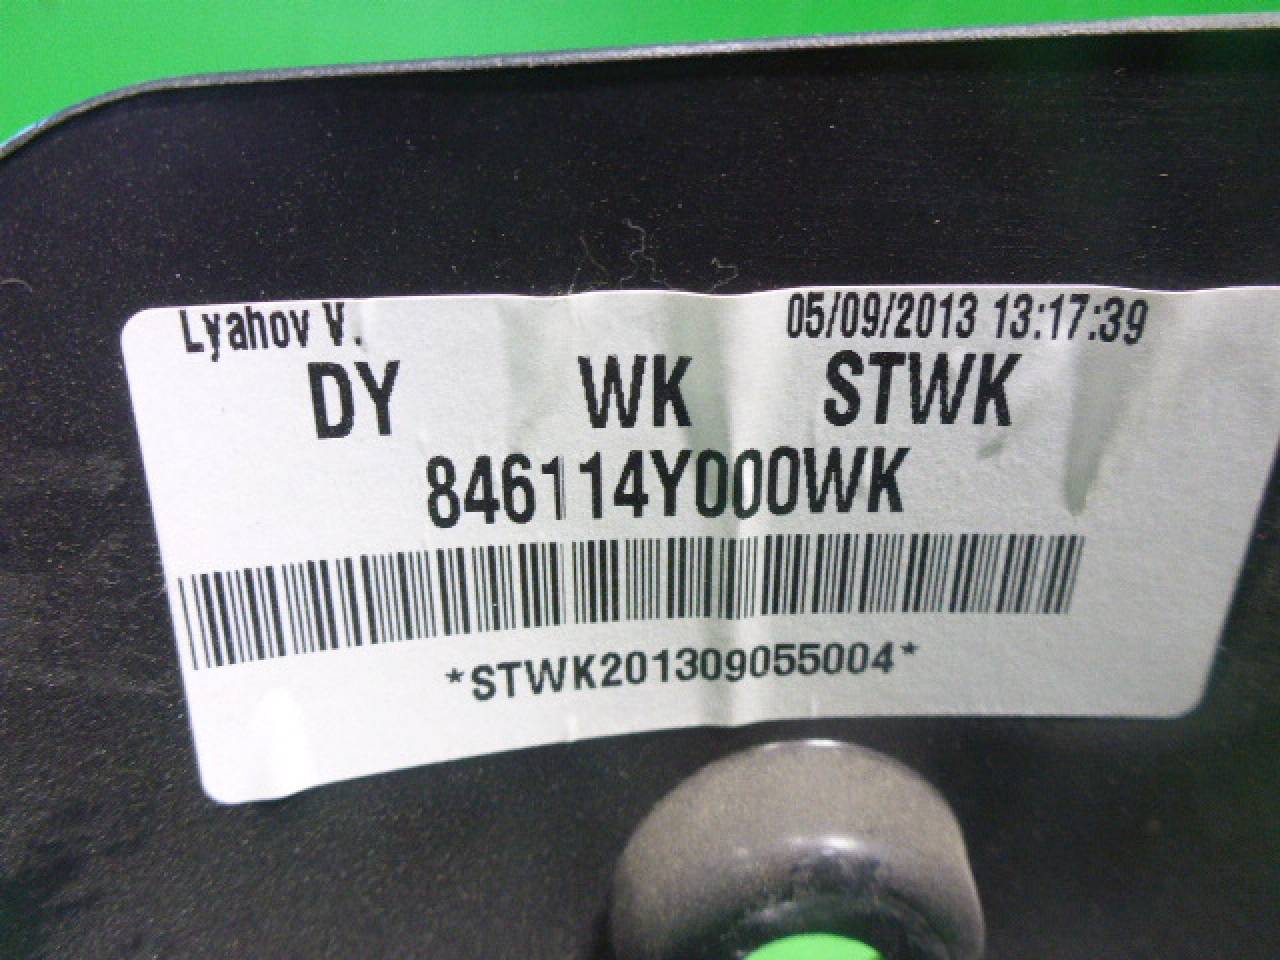 Lyahov V. 05/09/2013 13:17:39
DY WK STWK
846114Y000WK
*STWK201309055004*